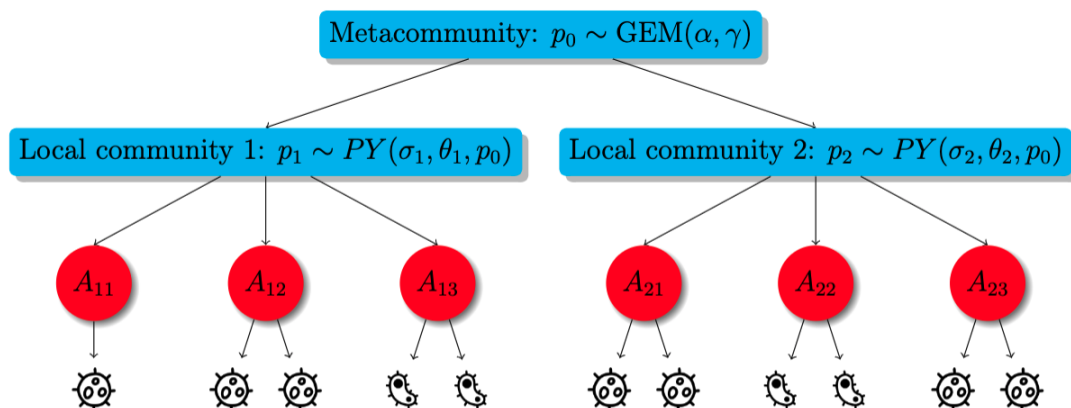 Metacommunity: p₀ ∼ GEM(α, γ)
Local community 1: p₁ ∼ PY(σ₁, θ₁, p₀)
Local community 2: p₂ ∼ PY(σ₂, θ₂, p₀)
A₁₁
A₁₂
A₁₃
A₂₁
A₂₂
A₂₃